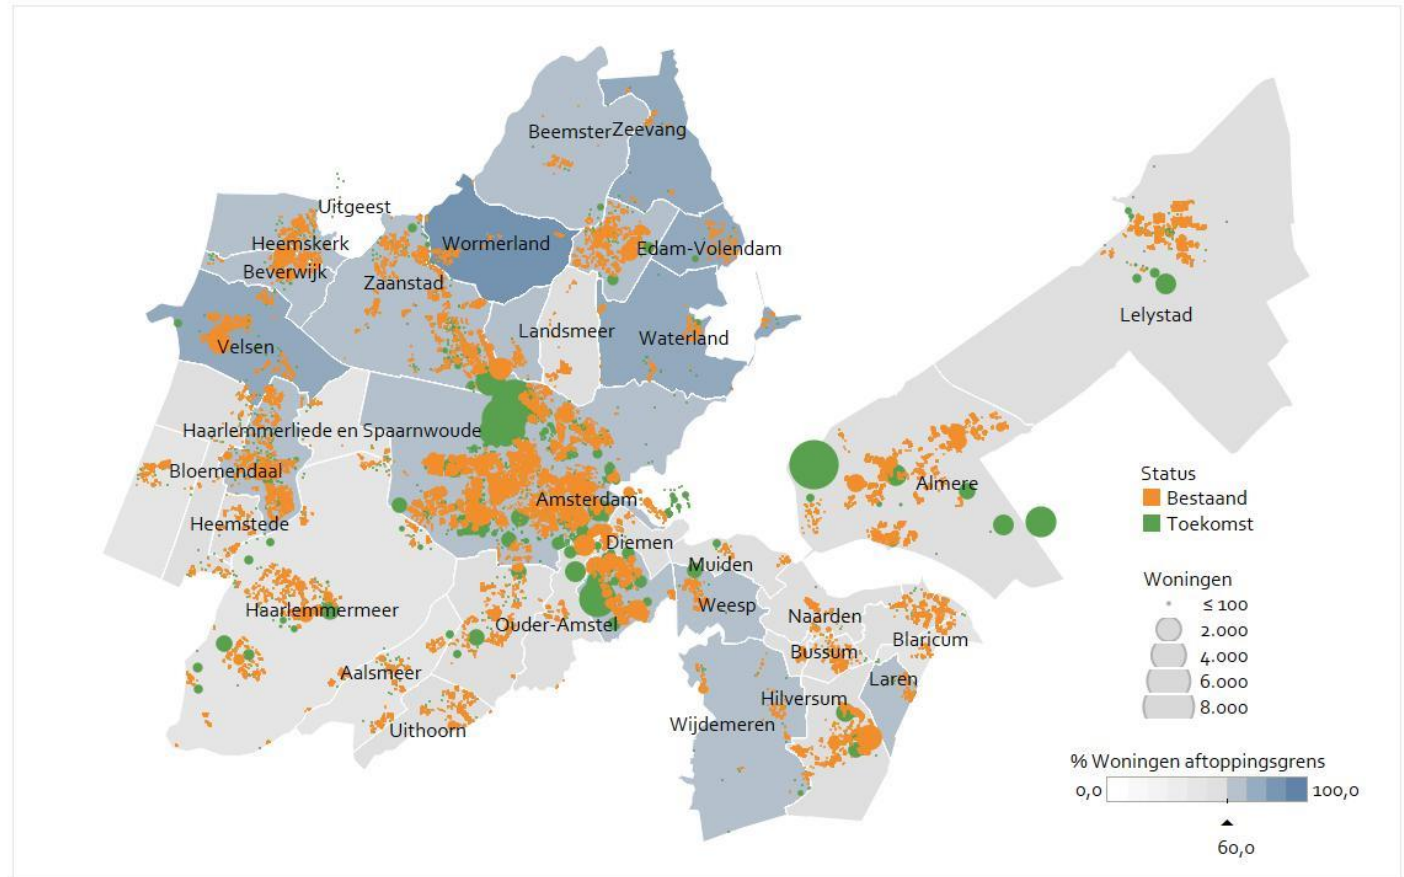 Beemster
Zeevang
Uitgeest
Heemskerk
Wormerland
Edam-Volendam
Beverwijk
Zaanstad
Lelystad
Landsmeer
Waterland
Velsen
Haarlemmerliede en Spaarnwoude
Bloemendaal
Almere
Amsterdam
Heemstede
Diemen
Muiden
Weesp
Haarlemmermeer
Naarden
Ouder-Amstel
Blaricum
Bussum
Aalsmeer
Laren
Hilversum
Wijdemeren
Uithoorn
Status
Bestaand
Toekomst
Woningen
≤ 100
2.000
4.000
6.000
8.000
% Woningen aftoppingsgrens
0,0
100,0
60,0